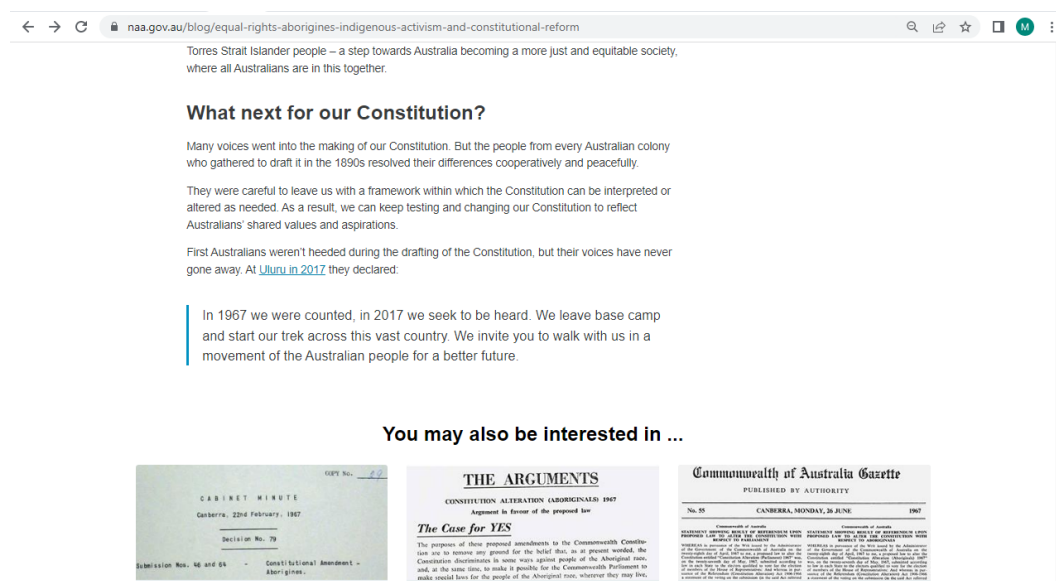 naa.gov.au/blog/equal-rights-aborigines-indigenous-activism-and-constitutional-reform
M
Torres Strait Islander people – a step towards Australia becoming a more just and equitable society,
where all Australians are in this together.
What next for our Constitution?
Many voices went into the making of our Constitution. But the people from every Australian colony
who gathered to draft it in the 1890s resolved their differences cooperatively and peacefully.
They were careful to leave us with a framework within which the Constitution can be interpreted or
altered as needed. As a result, we can keep testing and changing our Constitution to reflect
Australians' shared values and aspirations.
First Australians weren't heeded during the drafting of the Constitution, but their voices have never
gone away. At Uluru in 2017 they declared:
In 1967 we were counted, in 2017 we seek to be heard. We leave base camp
and start our trek across this vast country. We invite you to walk with us in a
movement of the Australian people for a better future.
You may also be interested in ...
COPY No.
CABINET MINUTE
Canberra, 22nd February, 1967
Decision No. 79
Submission Nos. 46 and 64 - Constitutional Amendment -
Aborigines.
THE ARGUMENTS
CONSTITUTION ALTERATION (ABORIGINALS) 1967
Argument in favour of the proposed law
The Case for YES
The purposes of these proposed amendments to the Commonwealth Constitu-
tion are to remove any ground for the belief that, as at present worded, the
Constitution discriminates in some ways against people of the Aboriginal race,
and, at the same time, to make it possible for the Commonwealth Parliament to
make special laws for the people of the Aboriginal race, wherever they may live,
Commonwealth of Australia Gazette
PUBLISHED BY AUTHORITY
No. 55 CANBERRA, MONDAY, 26 JUNE 1967